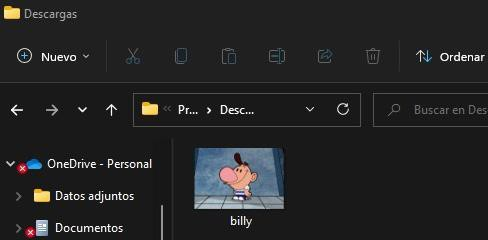 Descargas
Nuevo
Ordenar
Pr...
Desc...
Buscar en Des
OneDrive - Personal
Datos adjuntos
Documentos
billy